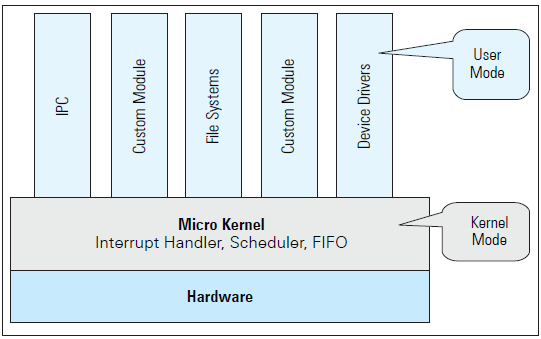 IPC
Custom Module
File Systems
Custom Module
Device Drivers
User
Mode
Micro Kernel
Interrupt Handler, Scheduler, FIFO
Kernel
Mode
Hardware